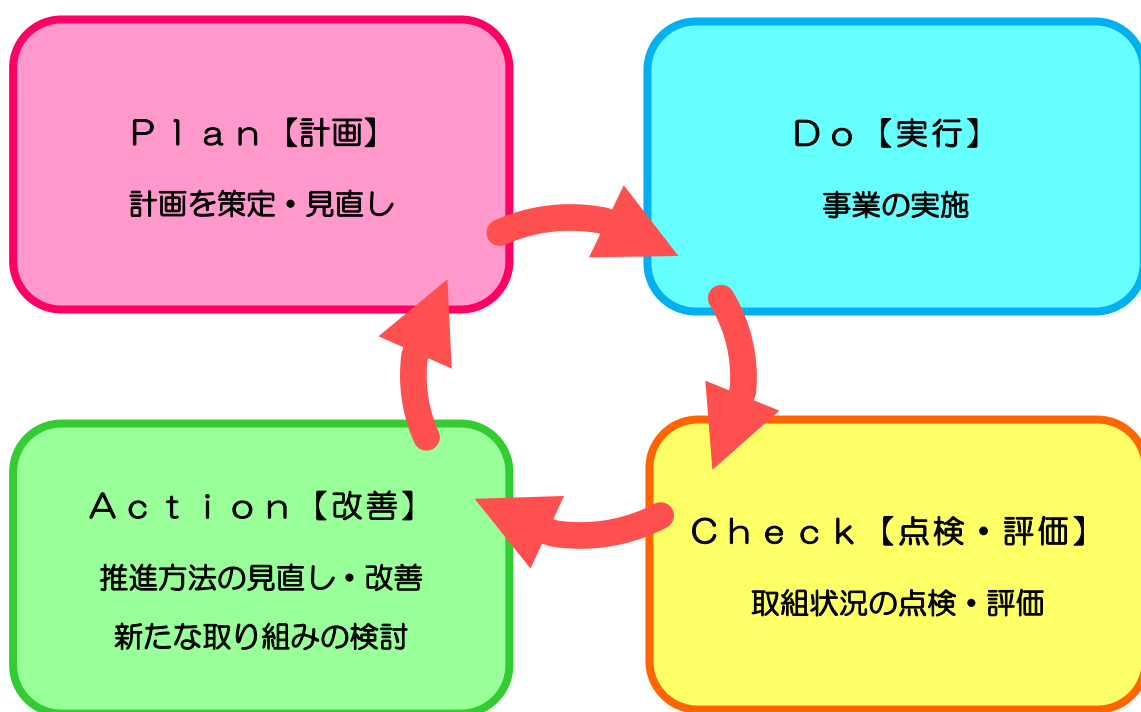 Ｐｌａｎ【計画】
計画を策定・見直し
Ｄｏ【実行】
事業の実施
Ａｃｔｉｏｎ【改善】
推進方法の見直し・改善
新たな取り組みの検討
Ｃｈｅｃｋ【点検・評価】
取組状況の点検・評価